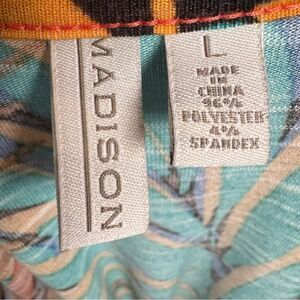 MADISON
L
MADE
IN
CHINA
96%
POLYESTER
4%
SPANDEX